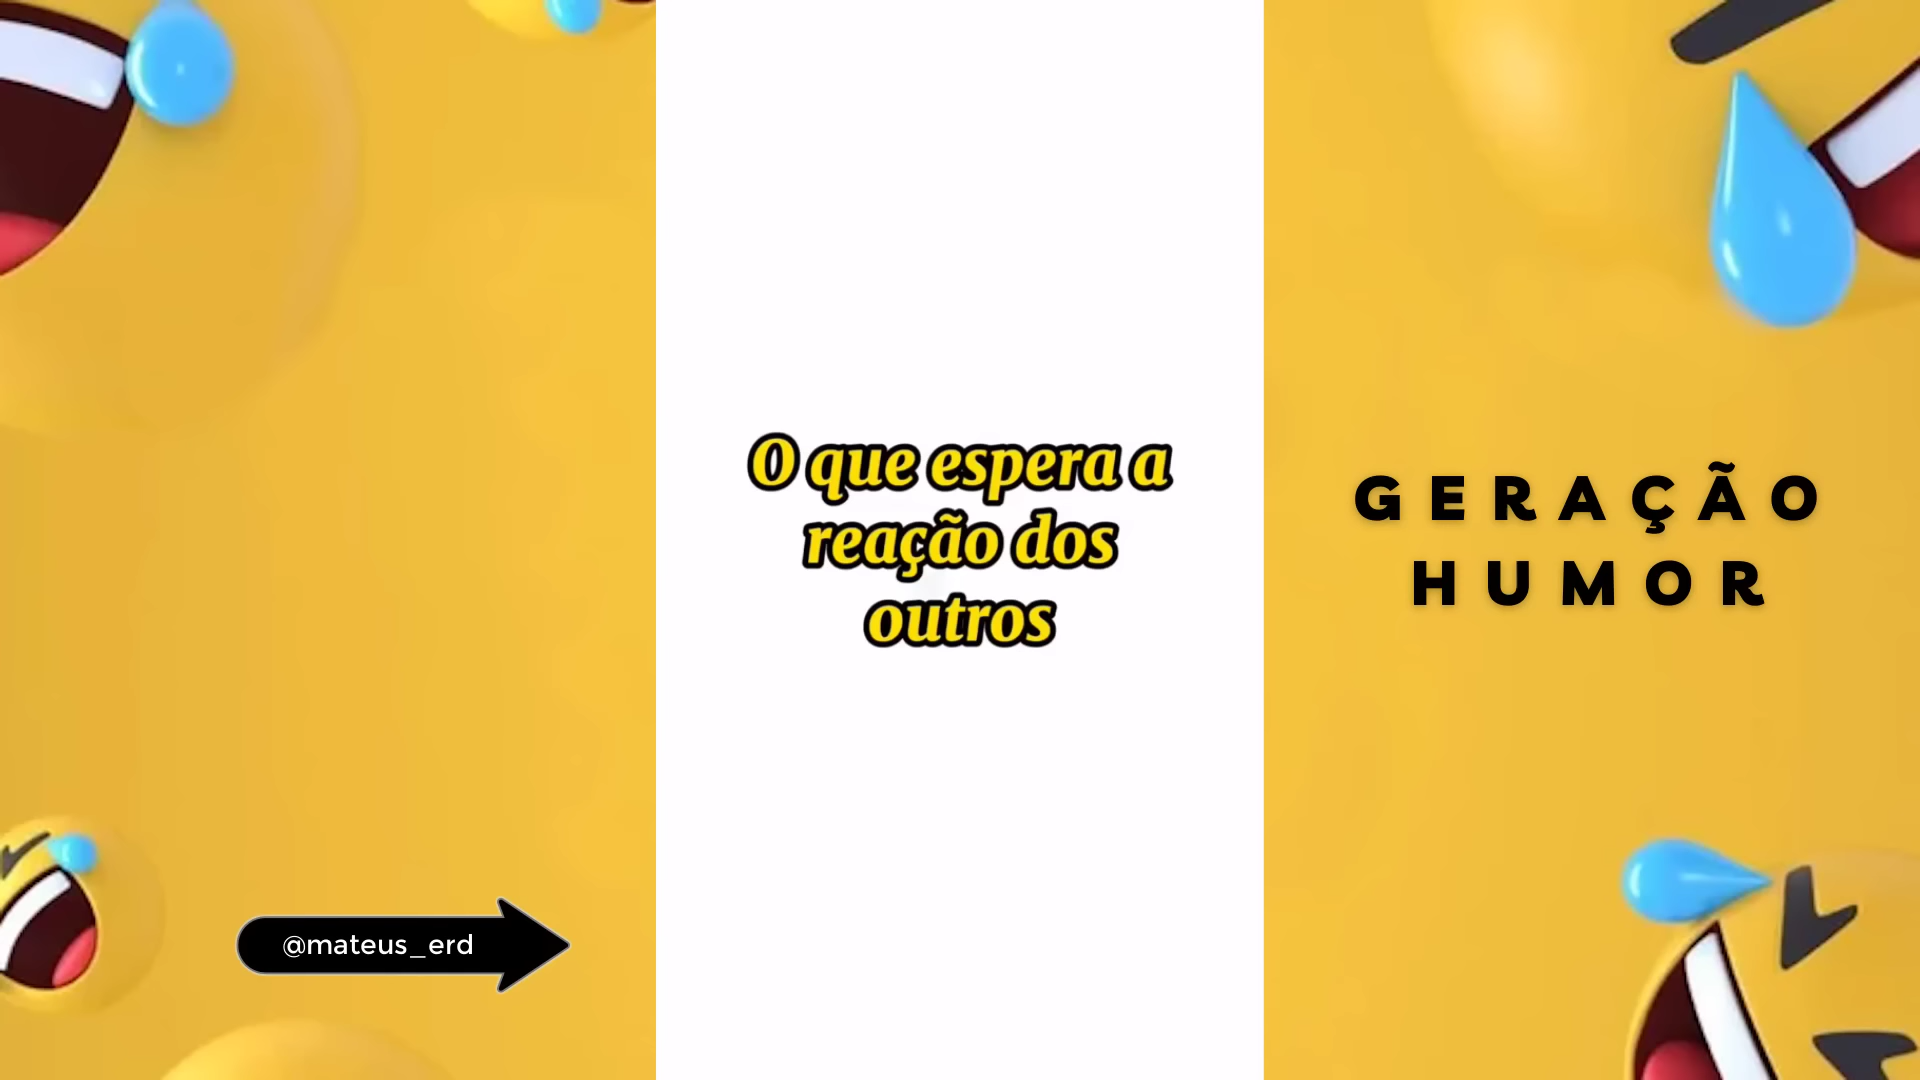 O que espera a
reação dos
outros
GERAÇÃO
HUMOR
@mateus_erd